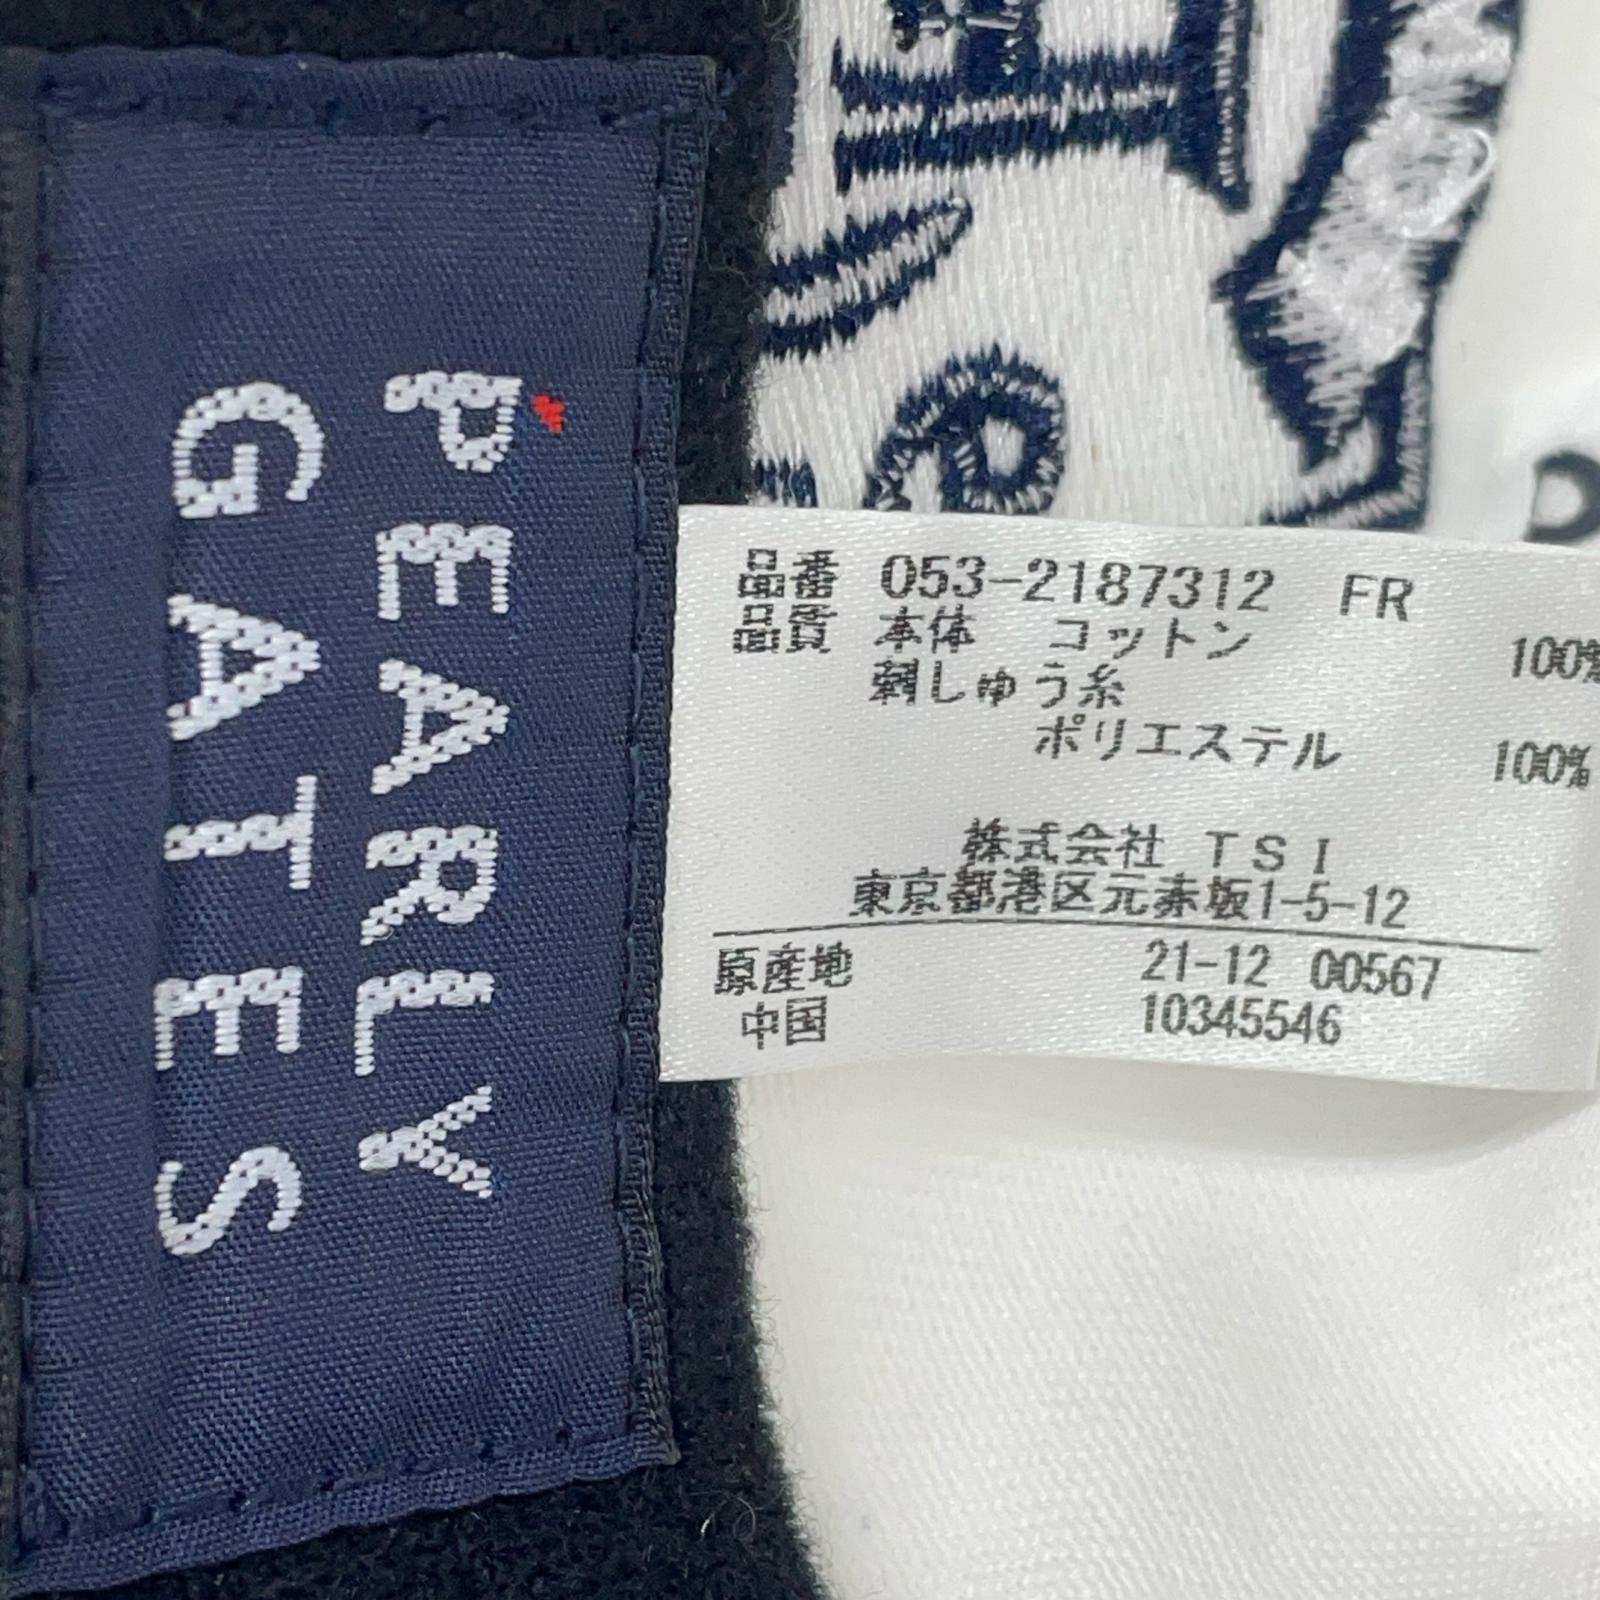 PEARLY
GATES
品番 053-2187312 FR
品質 本体 コットン 100%
刺しゅう糸
ポリエステル 100%
株式会社 TSI
東京都港区元赤坂1-5-12
原産地 21-12 00567
中国 10345546